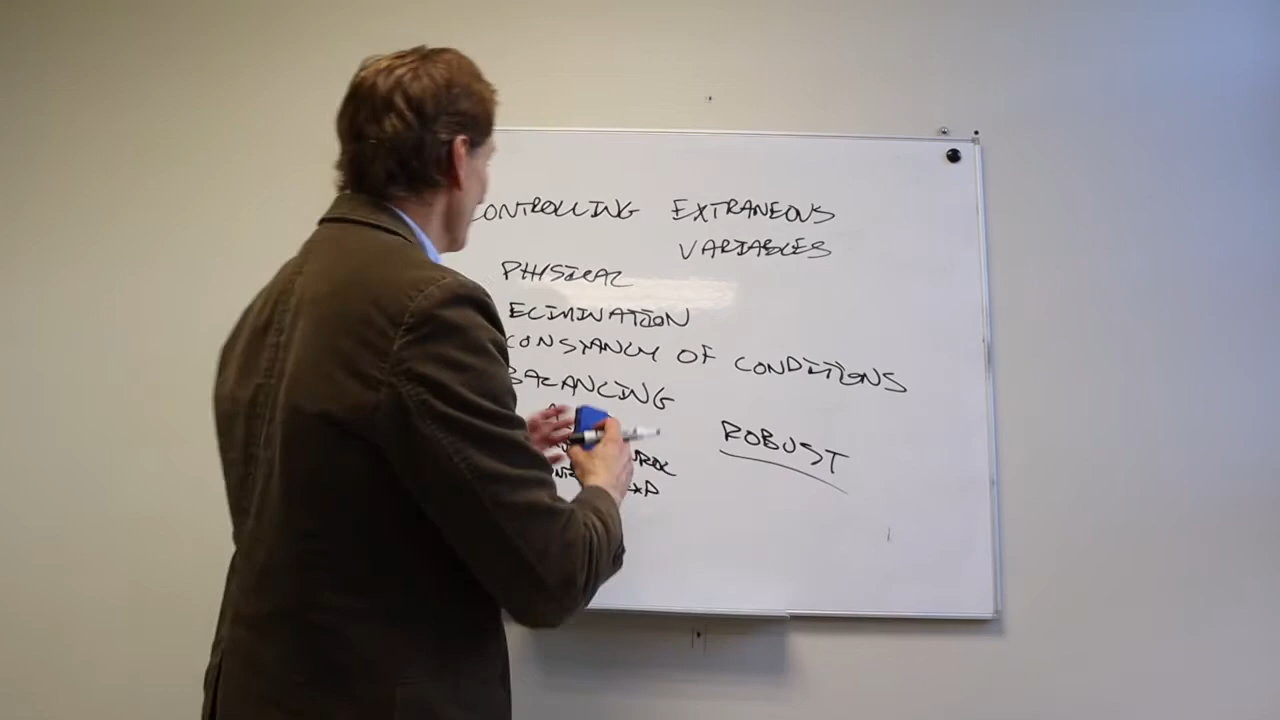 CONTROLLING EXTRANEOUS
VARIABLES
PHYSICAL
ELIMINATION
CONSTANCY OF CONDITIONS
BALANCING
ROBUST